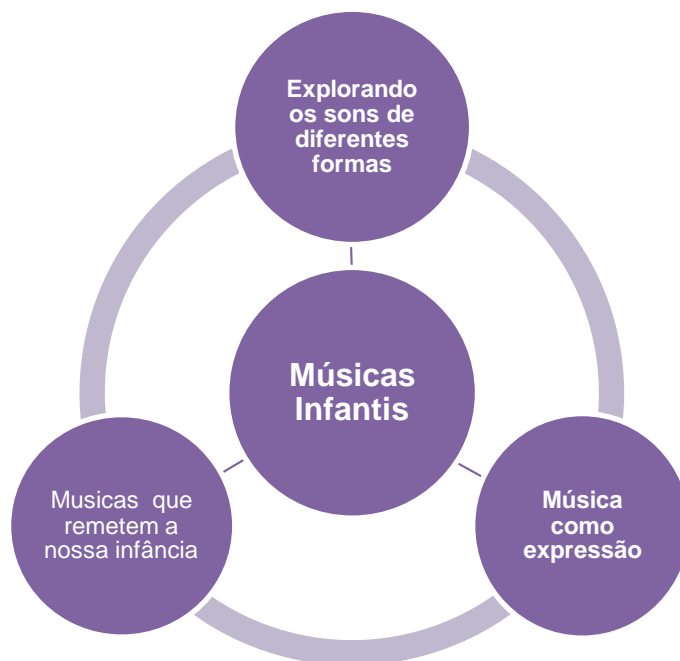 Explorando
os sons de
diferentes
formas
Músicas
Infantis
Musicas que
remetem a
nossa infância
Música
como
expressão